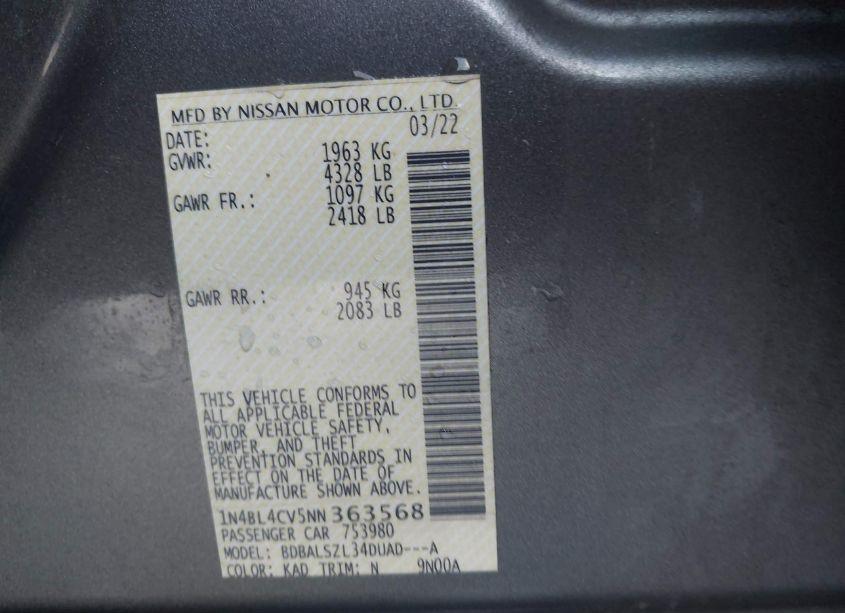 MFD BY NISSAN MOTOR CO., LTD.
DATE: 03/22
GVWR: 1963 KG
4328 LB
GAWR FR.: 1097 KG
2418 LB
GAWR RR.: 945 KG
2083 LB
THIS VEHICLE CONFORMS TO
ALL APPLICABLE FEDERAL
MOTOR VEHICLE SAFETY,
BUMPER, AND THEFT
PREVENTION STANDARDS IN
EFFECT ON THE DATE OF
MANUFACTURE SHOWN ABOVE.
1N4BL4CV5NN363568
PASSENGER CAR 753980
MODEL: BDBALSZL34DUAD---A
COLOR: KAD TRIM: N 9N00A